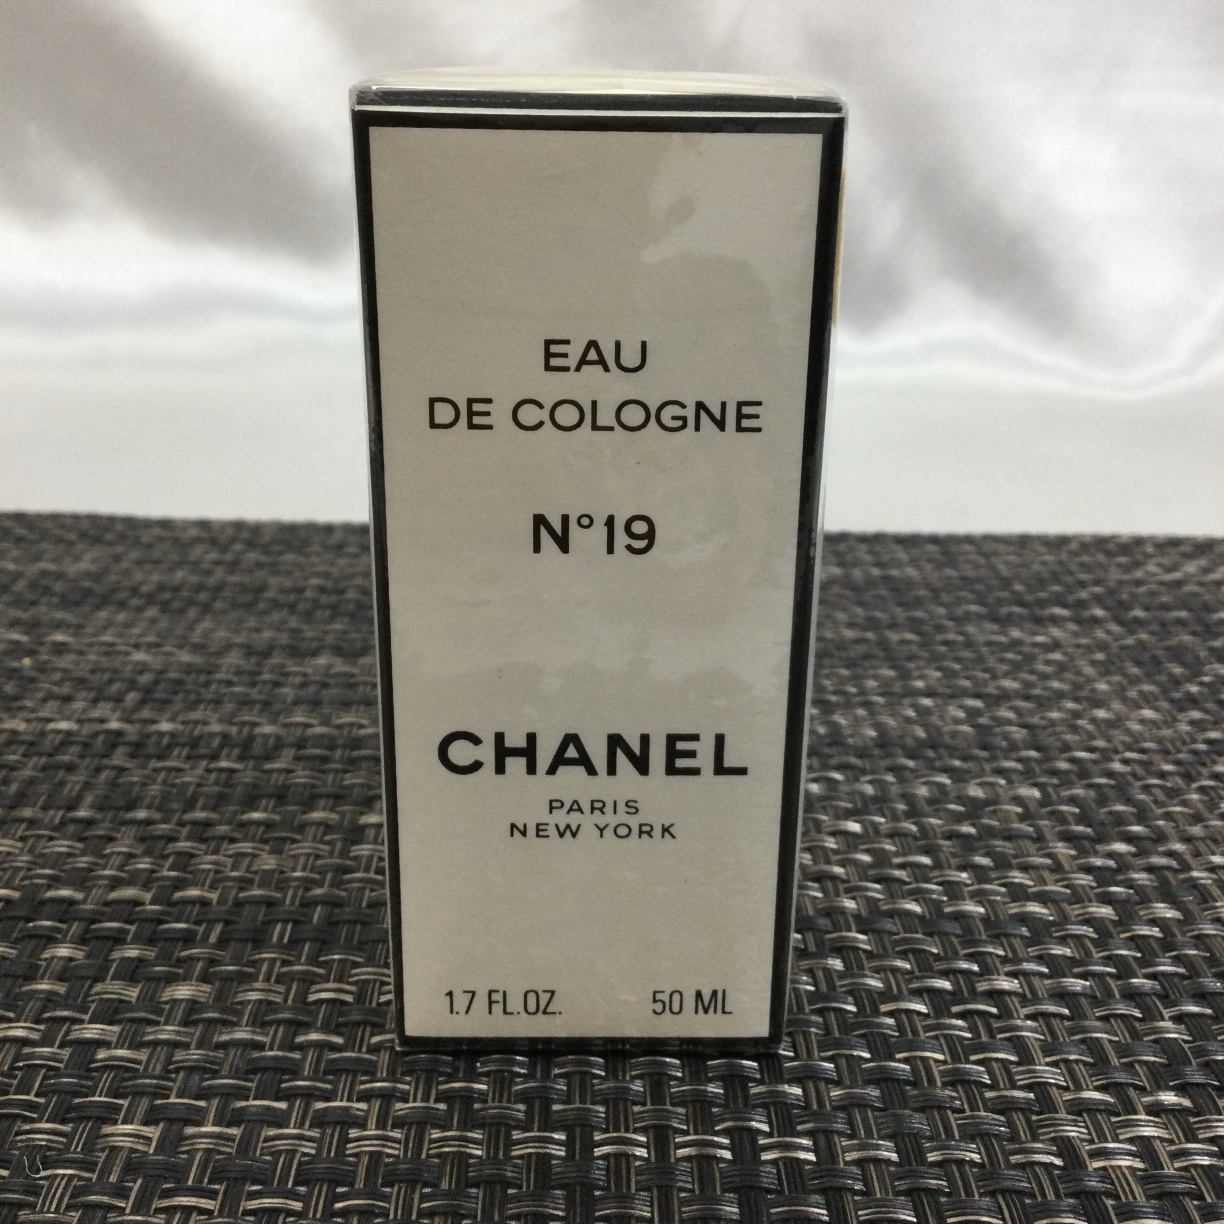 EAU
DE COLOGNE
N°19
CHANEL
PARIS
NEW YORK
1.7 FL.OZ. 50 ML